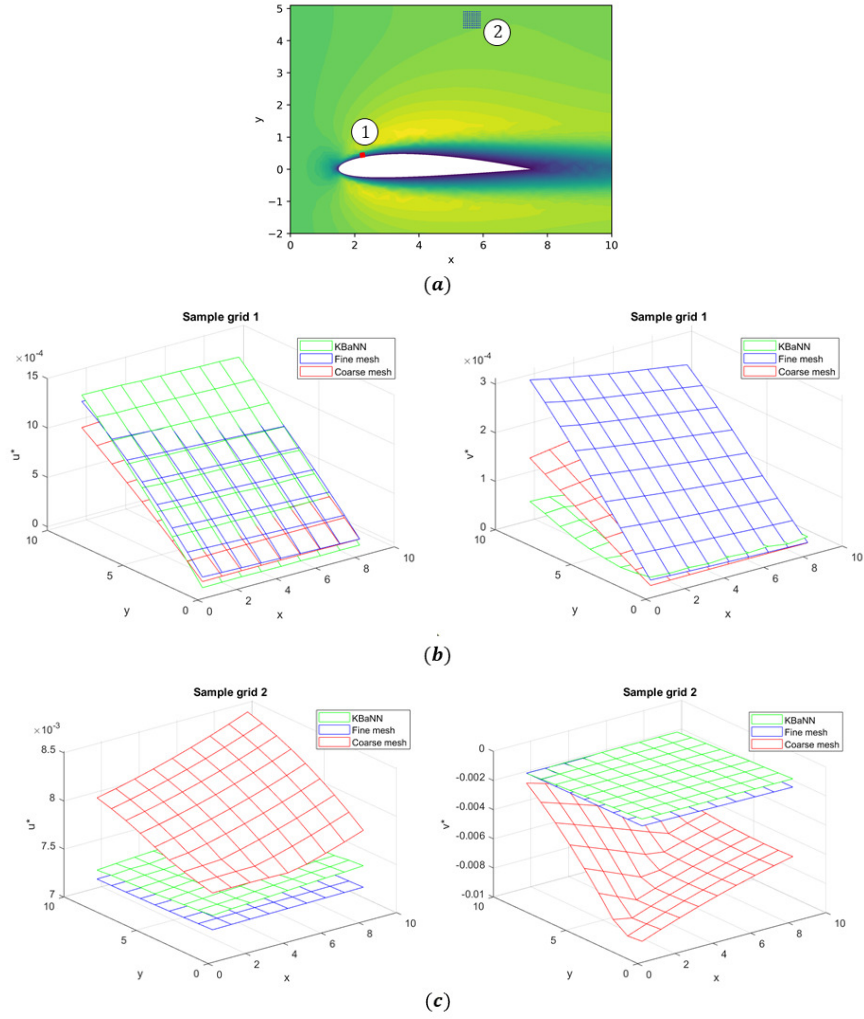 5
4
3
2
1
0
-1
-2
y
1
2
0
2
4
6
8
10
x
(a)
Sample grid 1
×10⁻⁴
KBaNN
Fine mesh
Coarse mesh
15
10
5
0
u*
10
5
0
y
0
2
4
6
8
10
x
Sample grid 1
×10⁻⁴
KBaNN
Fine mesh
Coarse mesh
3
2
1
0
v*
10
5
0
y
0
2
4
6
8
10
x
(b)
Sample grid 2
×10⁻³
KBaNN
Fine mesh
Coarse mesh
8.5
8
7.5
7
u*
10
5
0
y
0
2
4
6
8
10
x
Sample grid 2
KBaNN
Fine mesh
Coarse mesh
0
-0.002
-0.004
-0.006
-0.008
-0.01
v*
10
5
0
y
0
2
4
6
8
10
x
(c)